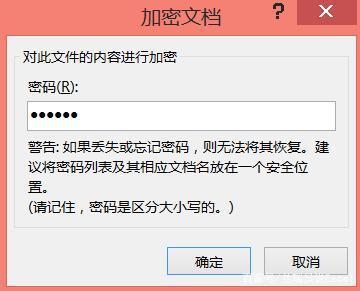 加密文档
? ×
对此文件的内容进行加密
密码(R):
●●●●●●
警告: 如果丢失或忘记密码，则无法将其恢复。建
议将密码列表及其相应文档名放在一个安全位
置。
(请记住，密码是区分大小写的。)
确定 取消